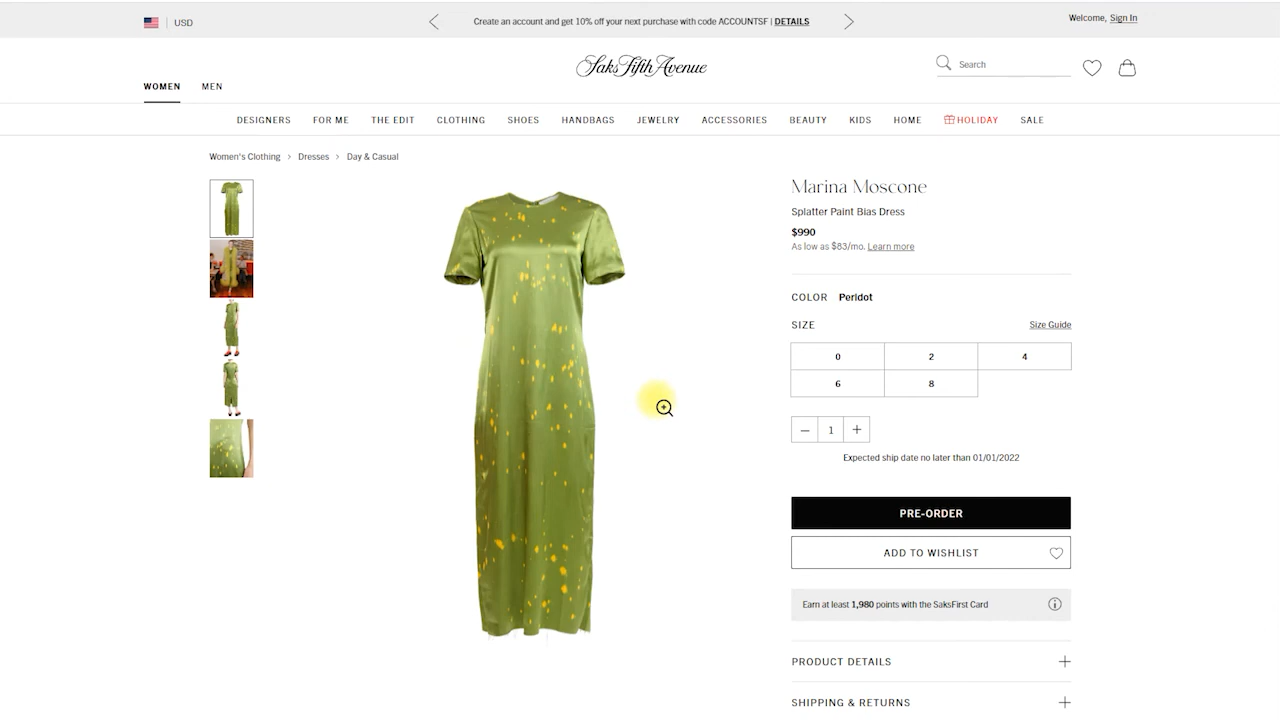 USD
Create an account and get 10% off your next purchase with code ACCOUNTSF | DETAILS
Welcome, Sign In
Saks Fifth Avenue
Search
WOMEN MEN
DESIGNERS FOR ME THE EDIT CLOTHING SHOES HANDBAGS JEWELRY ACCESSORIES BEAUTY KIDS HOME HOLIDAY SALE
Women's Clothing > Dresses > Day & Casual
Marina Moscone
Splatter Paint Bias Dress
$990
As low as $83/mo. Learn more
COLOR Peridot
SIZE Size Guide
0 2 4
6 8
– 1 +
Expected ship date no later than 01/01/2022
PRE-ORDER
ADD TO WISHLIST
Earn at least 1,980 points with the SaksFirst Card
PRODUCT DETAILS +
SHIPPING & RETURNS +